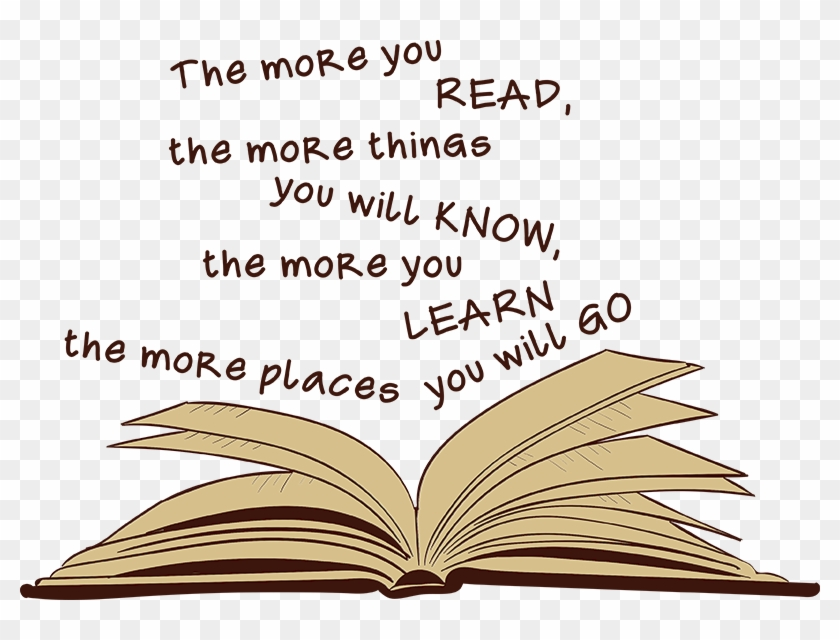 The more you
READ,
the more things
you will KNOW,
the more you
LEARN
the more places you will GO